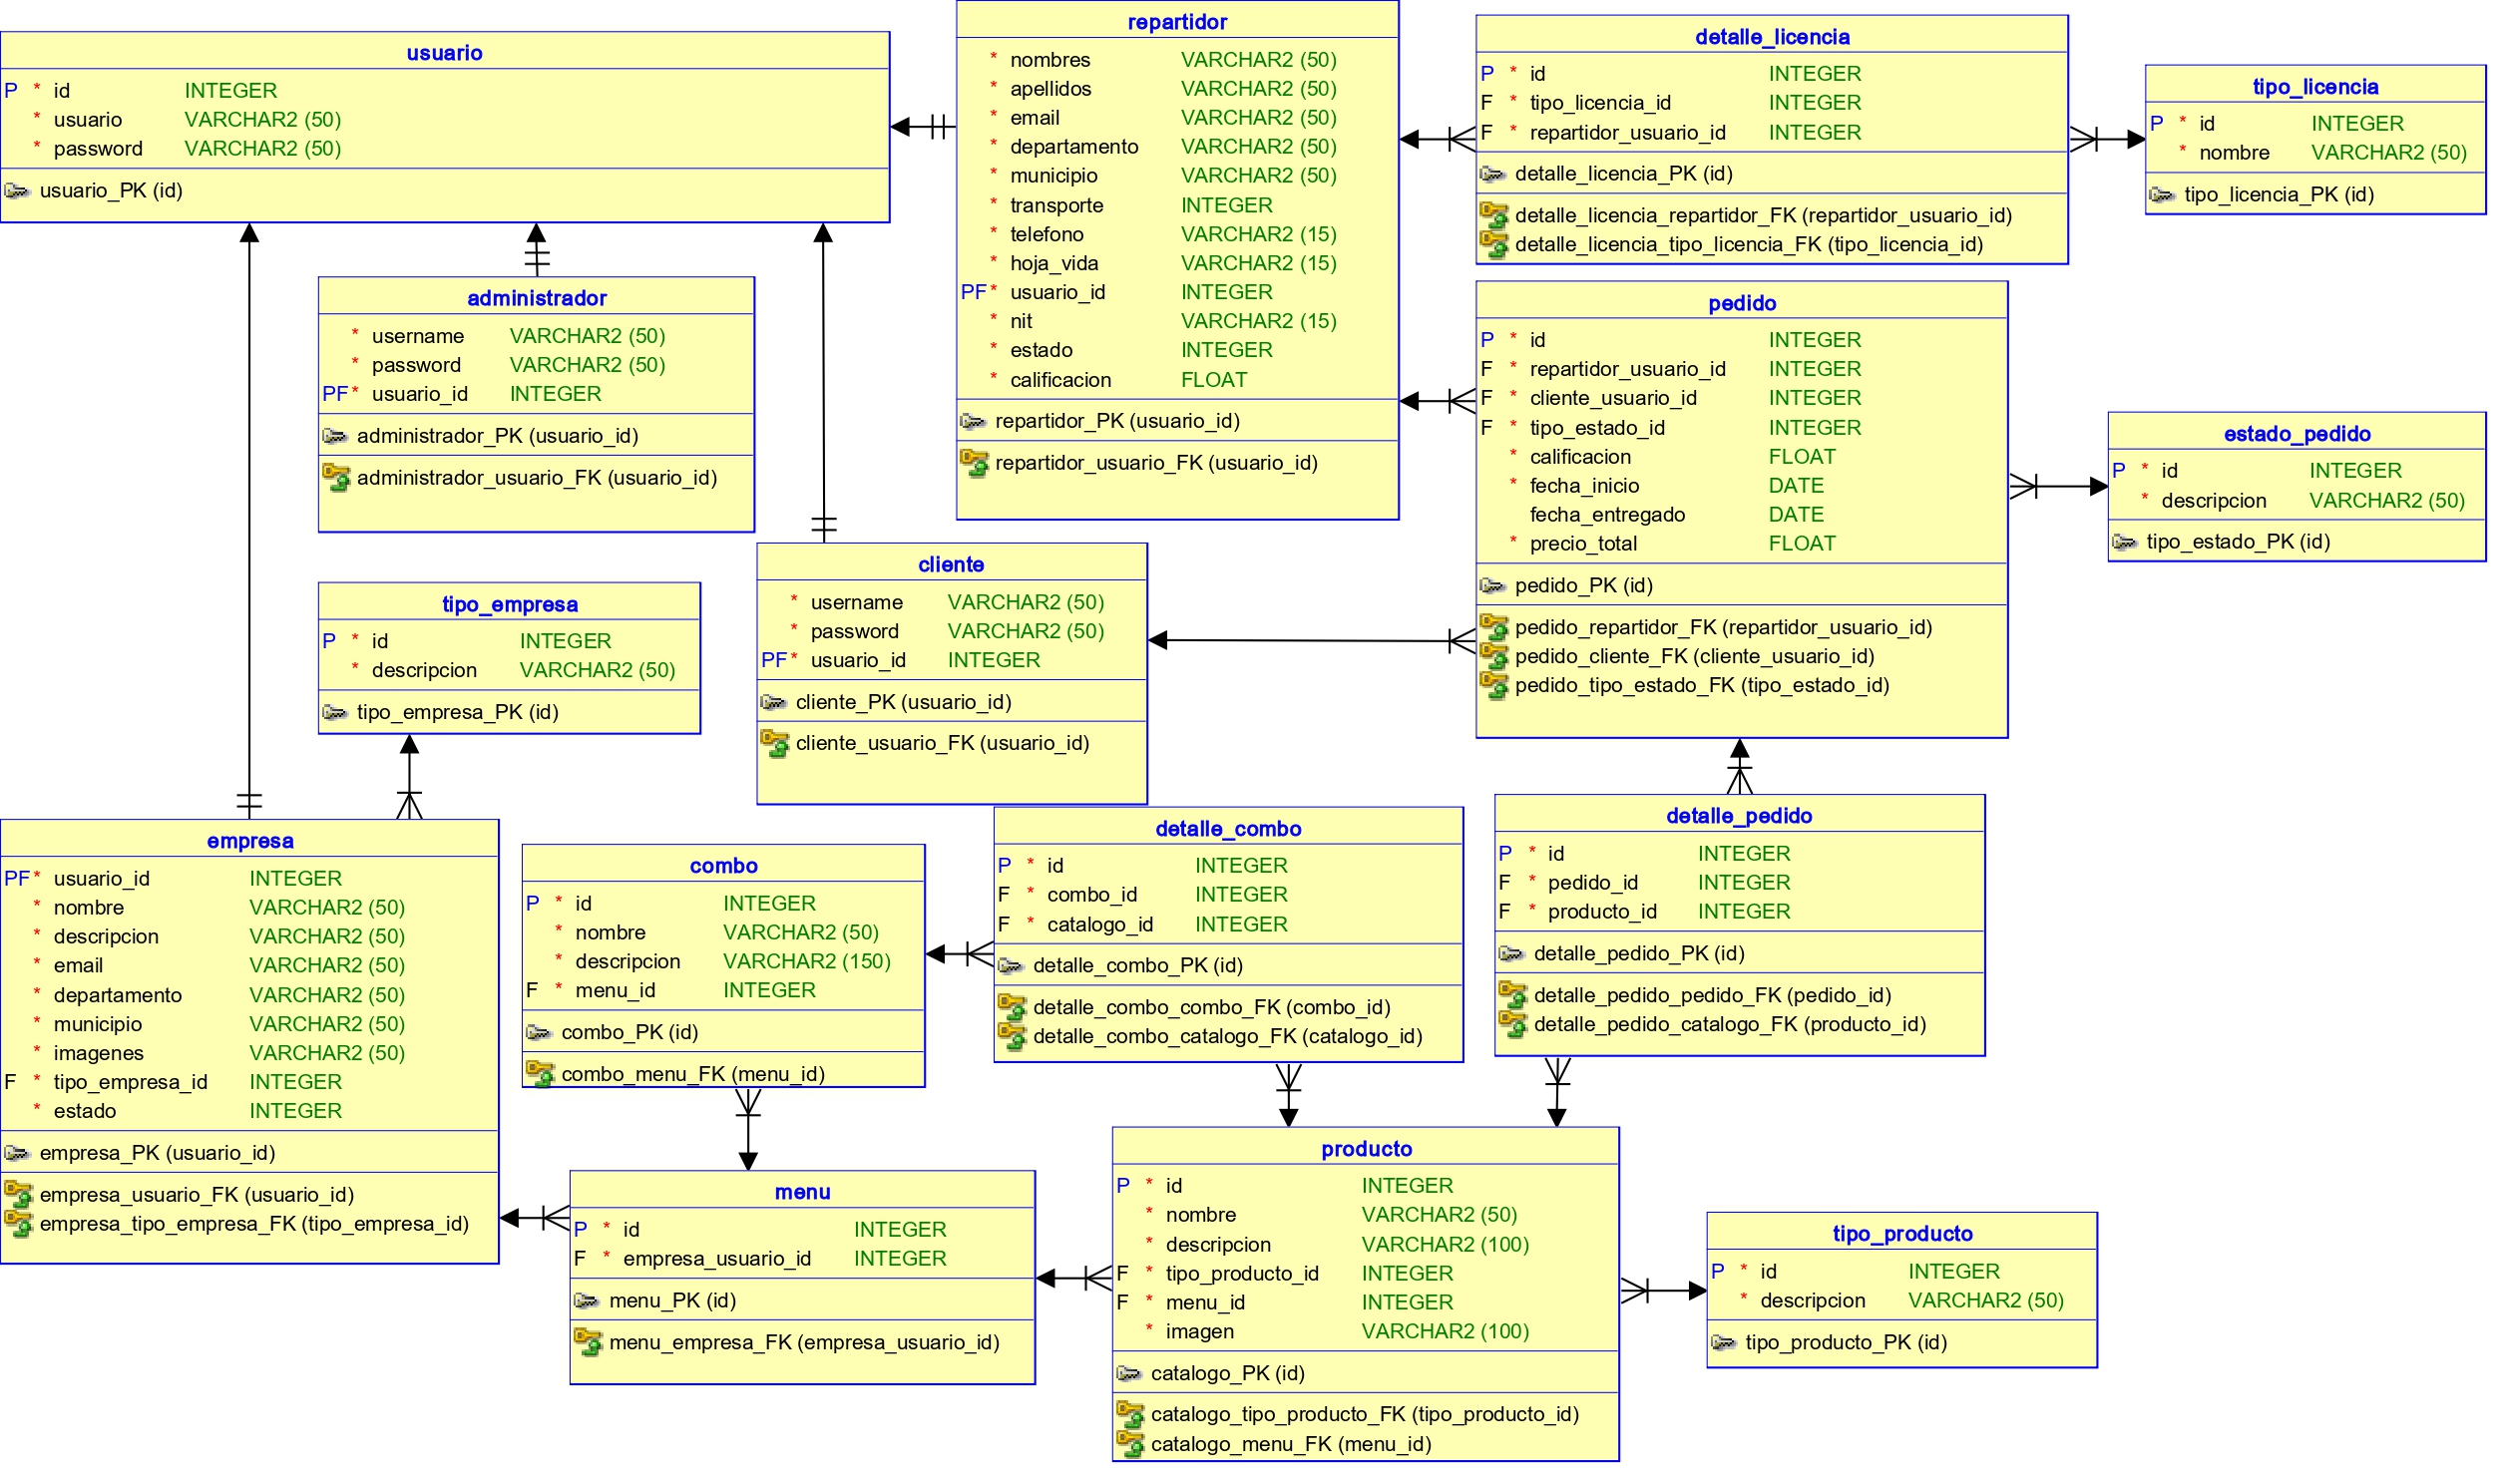 usuario
P * id INTEGER
* usuario VARCHAR2 (50)
* password VARCHAR2 (50)
usuario_PK (id)
repartidor
* nombres VARCHAR2 (50)
* apellidos VARCHAR2 (50)
* email VARCHAR2 (50)
* departamento VARCHAR2 (50)
* municipio VARCHAR2 (50)
* transporte INTEGER
* telefono VARCHAR2 (15)
* hoja_vida VARCHAR2 (15)
PF * usuario_id INTEGER
* nit VARCHAR2 (15)
* estado INTEGER
* calificacion FLOAT
repartidor_PK (usuario_id)
repartidor_usuario_FK (usuario_id)
detalle_licencia
P * id INTEGER
F * tipo_licencia_id INTEGER
F * repartidor_usuario_id INTEGER
detalle_licencia_PK (id)
detalle_licencia_repartidor_FK (repartidor_usuario_id)
detalle_licencia_tipo_licencia_FK (tipo_licencia_id)
tipo_licencia
P * id INTEGER
* nombre VARCHAR2 (50)
tipo_licencia_PK (id)
administrador
* username VARCHAR2 (50)
* password VARCHAR2 (50)
PF * usuario_id INTEGER
administrador_PK (usuario_id)
administrador_usuario_FK (usuario_id)
pedido
P * id INTEGER
F * repartidor_usuario_id INTEGER
F * cliente_usuario_id INTEGER
F * tipo_estado_id INTEGER
* calificacion FLOAT
* fecha_inicio DATE
fecha_entregado DATE
* precio_total FLOAT
pedido_PK (id)
pedido_repartidor_FK (repartidor_usuario_id)
pedido_cliente_FK (cliente_usuario_id)
pedido_tipo_estado_FK (tipo_estado_id)
estado_pedido
P * id INTEGER
* descripcion VARCHAR2 (50)
tipo_estado_PK (id)
cliente
* username VARCHAR2 (50)
* password VARCHAR2 (50)
PF * usuario_id INTEGER
cliente_PK (usuario_id)
cliente_usuario_FK (usuario_id)
tipo_empresa
P * id INTEGER
* descripcion VARCHAR2 (50)
tipo_empresa_PK (id)
empresa
PF * usuario_id INTEGER
* nombre VARCHAR2 (50)
* descripcion VARCHAR2 (50)
* email VARCHAR2 (50)
* departamento VARCHAR2 (50)
* municipio VARCHAR2 (50)
* imagenes VARCHAR2 (50)
F * tipo_empresa_id INTEGER
* estado INTEGER
empresa_PK (usuario_id)
empresa_usuario_FK (usuario_id)
empresa_tipo_empresa_FK (tipo_empresa_id)
combo
P * id INTEGER
* nombre VARCHAR2 (50)
* descripcion VARCHAR2 (150)
F * menu_id INTEGER
combo_PK (id)
combo_menu_FK (menu_id)
detalle_combo
P * id INTEGER
F * combo_id INTEGER
F * catalogo_id INTEGER
detalle_combo_PK (id)
detalle_combo_combo_FK (combo_id)
detalle_combo_catalogo_FK (catalogo_id)
detalle_pedido
P * id INTEGER
F * pedido_id INTEGER
F * producto_id INTEGER
detalle_pedido_PK (id)
detalle_pedido_pedido_FK (pedido_id)
detalle_pedido_catalogo_FK (producto_id)
menu
P * id INTEGER
F * empresa_usuario_id INTEGER
menu_PK (id)
menu_empresa_FK (empresa_usuario_id)
producto
P * id INTEGER
* nombre VARCHAR2 (50)
* descripcion VARCHAR2 (100)
F * tipo_producto_id INTEGER
F * menu_id INTEGER
* imagen VARCHAR2 (100)
catalogo_PK (id)
catalogo_tipo_producto_FK (tipo_producto_id)
catalogo_menu_FK (menu_id)
tipo_producto
P * id INTEGER
* descripcion VARCHAR2 (50)
tipo_producto_PK (id)